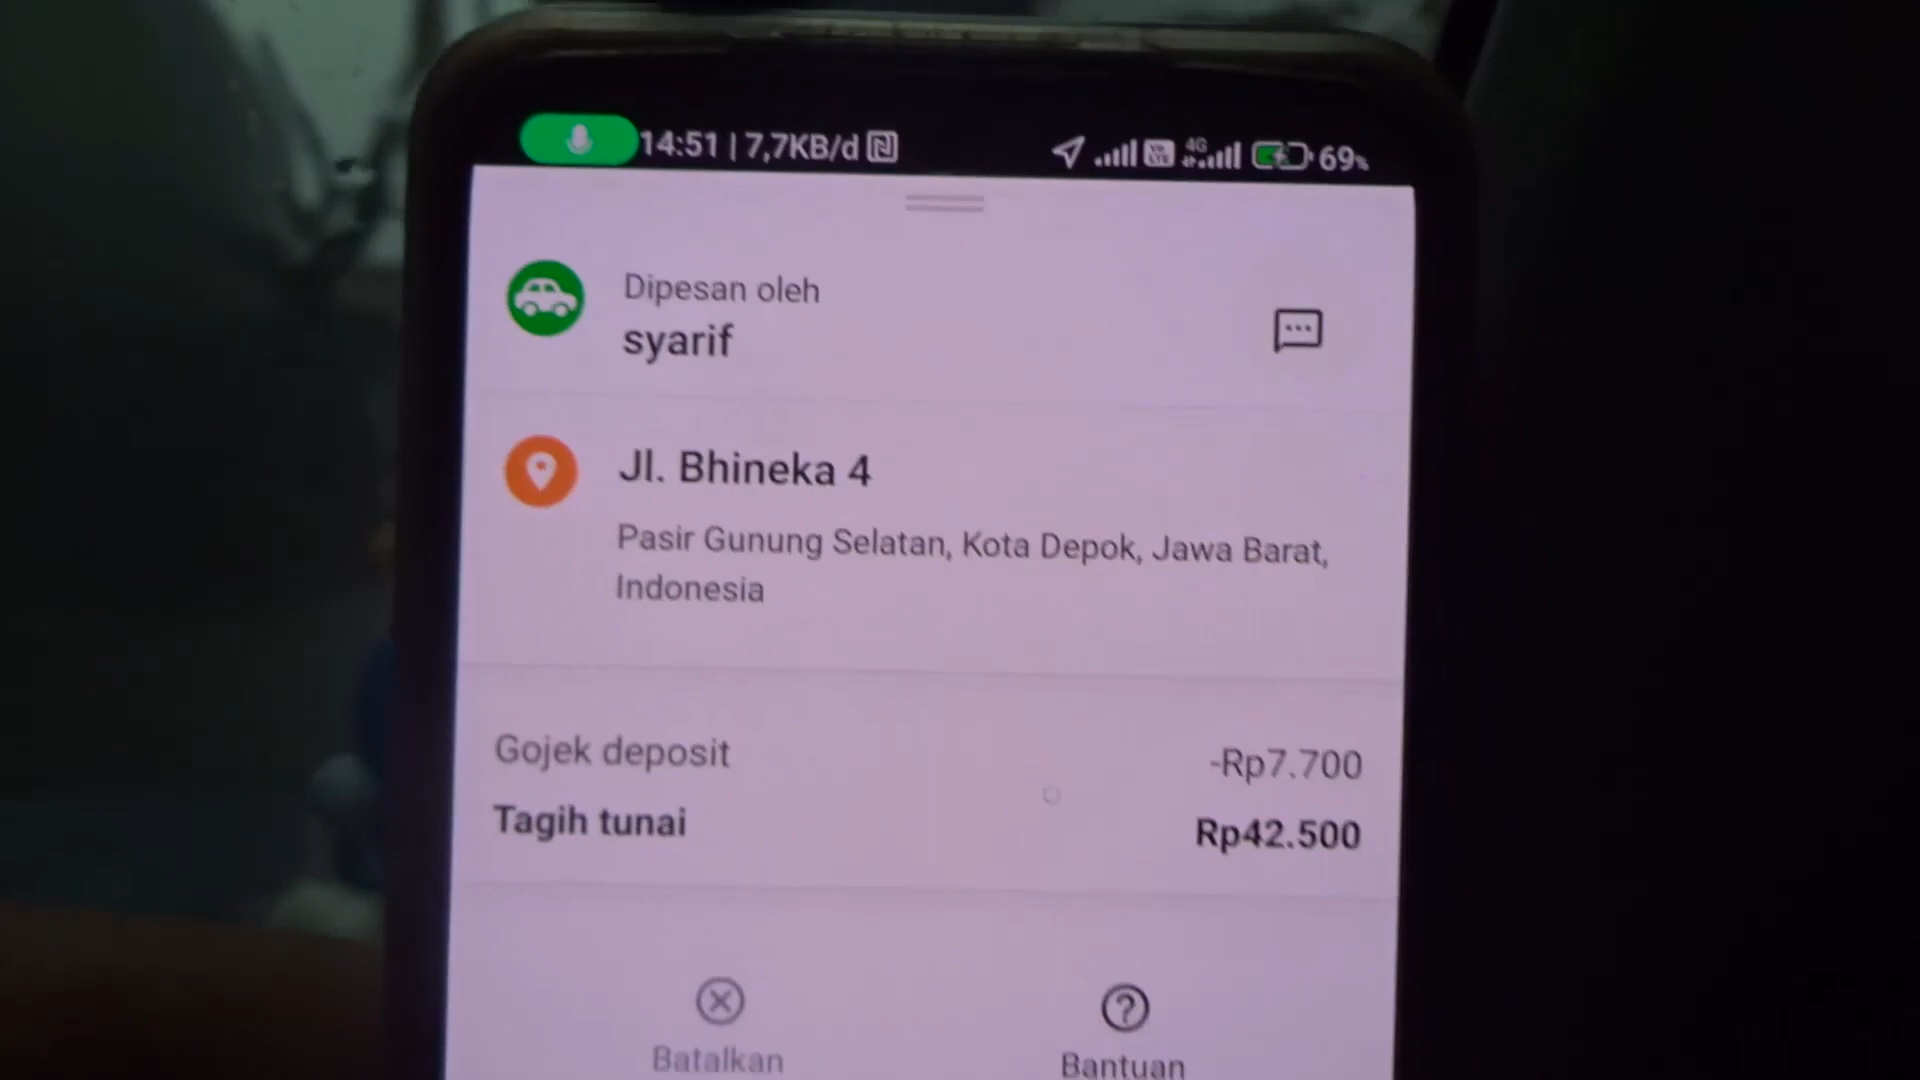 14:51 | 7,7KB/d 4G 69%
Dipesan oleh
syarif
Jl. Bhineka 4
Pasir Gunung Selatan, Kota Depok, Jawa Barat,
Indonesia
Gojek deposit -Rp7.700
Tagih tunai Rp42.500
Batalkan Bantuan